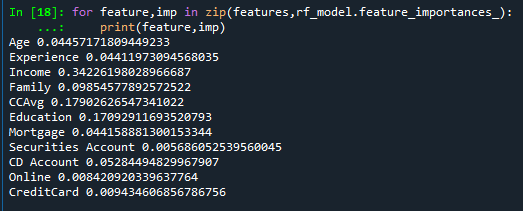 In [18]: for feature,imp in zip(features,rf_model.feature_importances_):
...: print(feature,imp)
Age 0.04457171809449233
Experience 0.04411973094568035
Income 0.34226198028966687
Family 0.09854577892572522
CCAvg 0.17902626547341022
Education 0.17092911693520793
Mortgage 0.044158881300153344
Securities Account 0.005686052539560045
CD Account 0.05284494829967907
Online 0.008420920339637764
CreditCard 0.009434606856786756